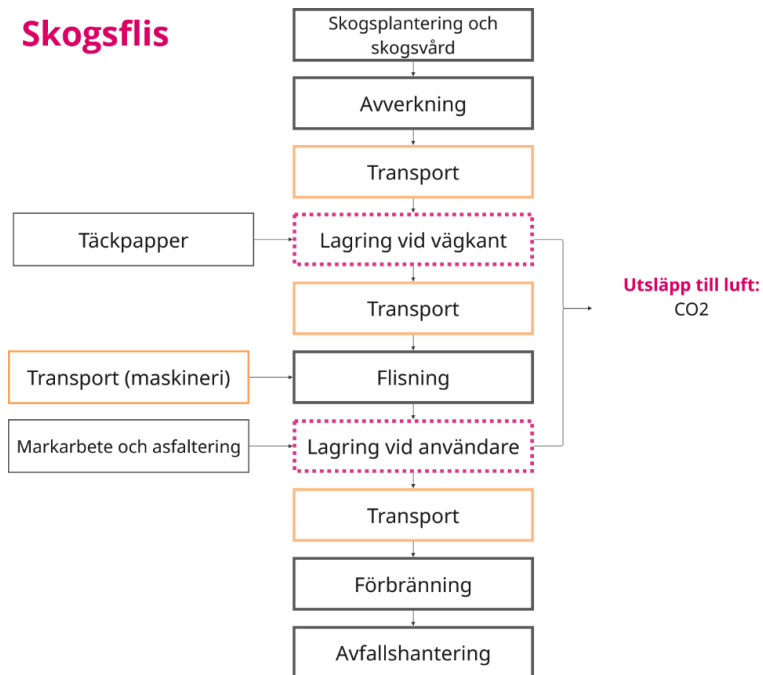 Skogsflis
Skogsplantering och
skogsvård
Avverkning
Transport
Täckpapper
Lagring vid vägkant
Transport
Utsläpp till luft:
CO2
Transport (maskineri)
Flisning
Markarbete och asfaltering
Lagring vid användare
Transport
Förbränning
Avfallshantering